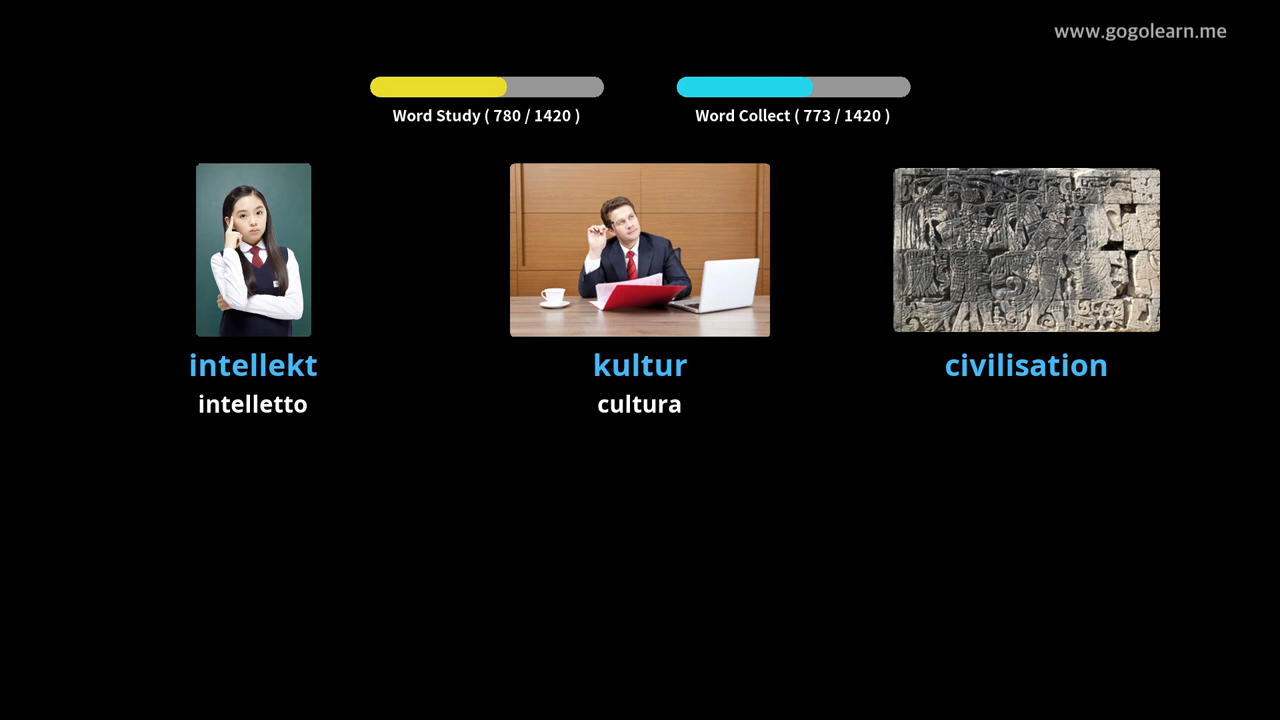 www.gogolearn.me
Word Study ( 780 / 1420 )
Word Collect ( 773 / 1420 )
intellekt
kultur
civilisation
intelletto
cultura